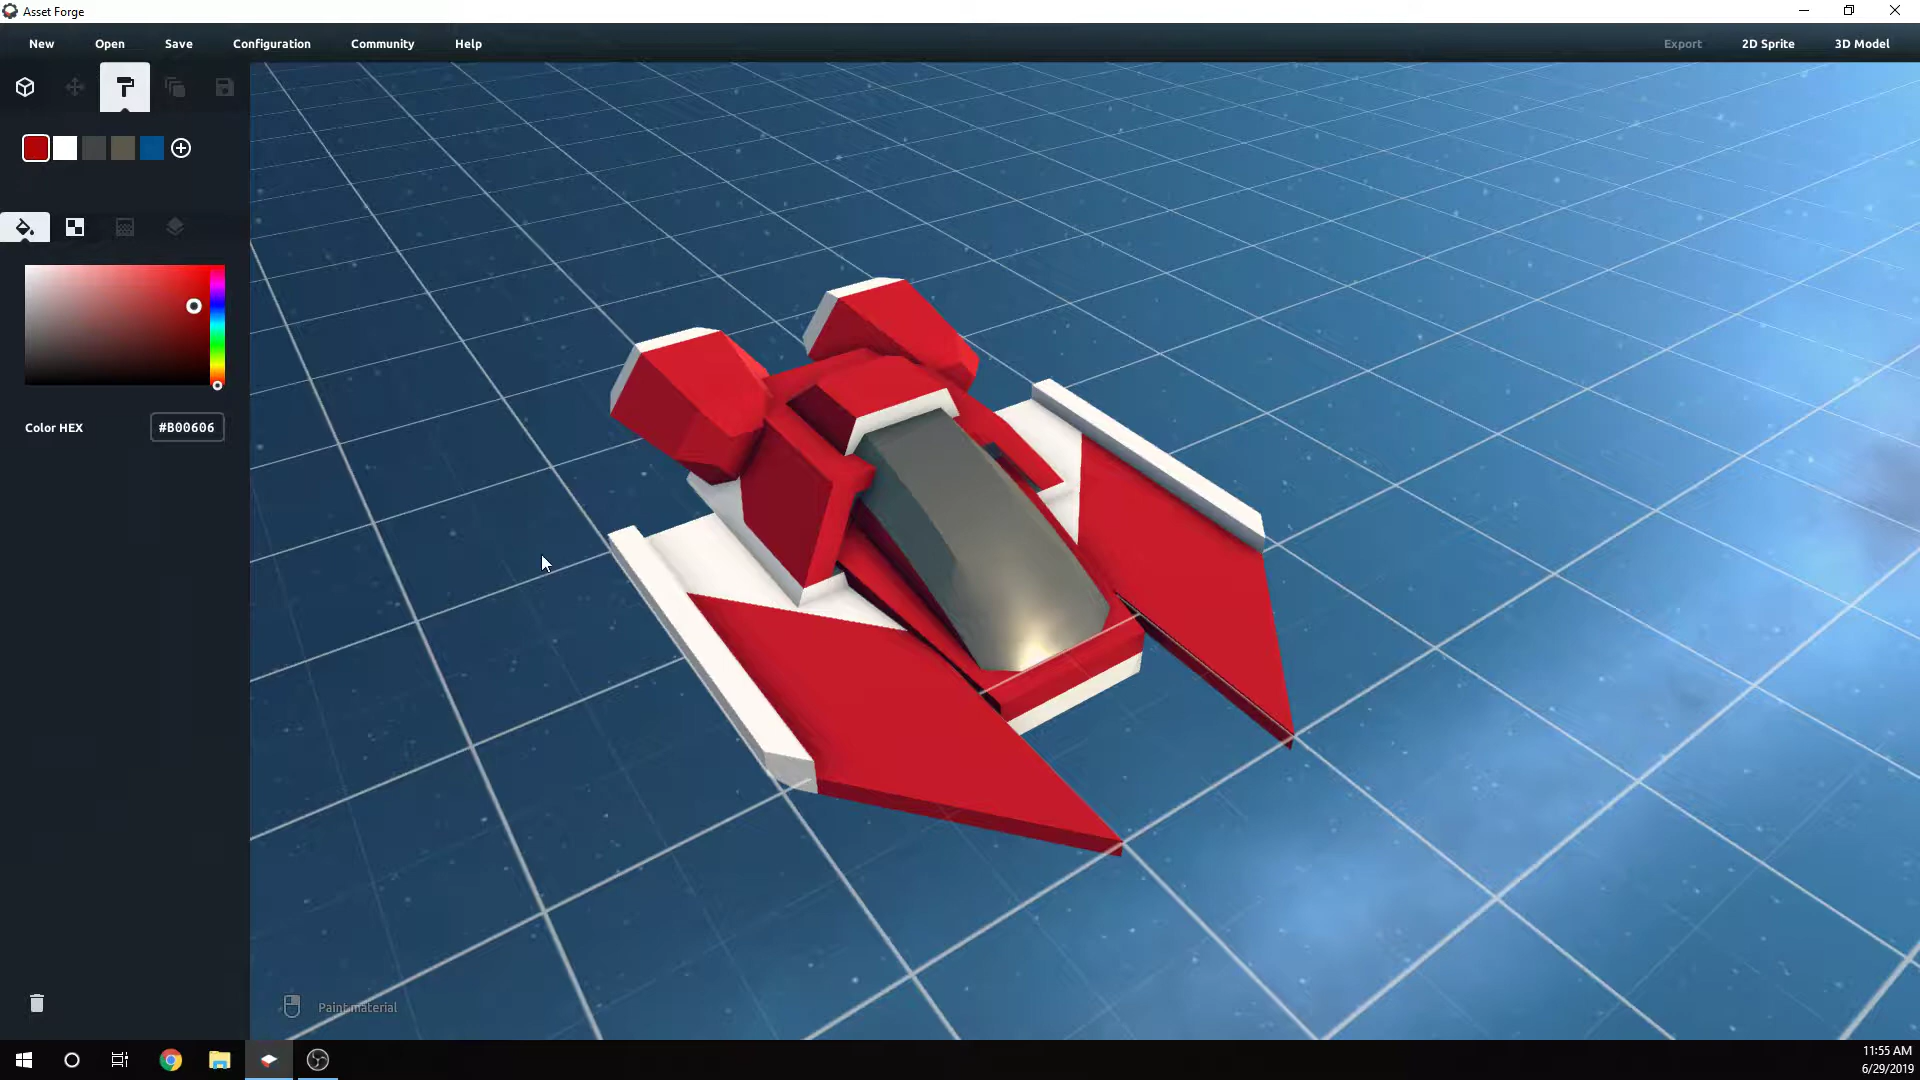 Asset Forge
New Open Save Configuration Community Help Export 2D Sprite 3D Model
Color HEX #B00606
Paint material
11:55 AM
6/29/2019